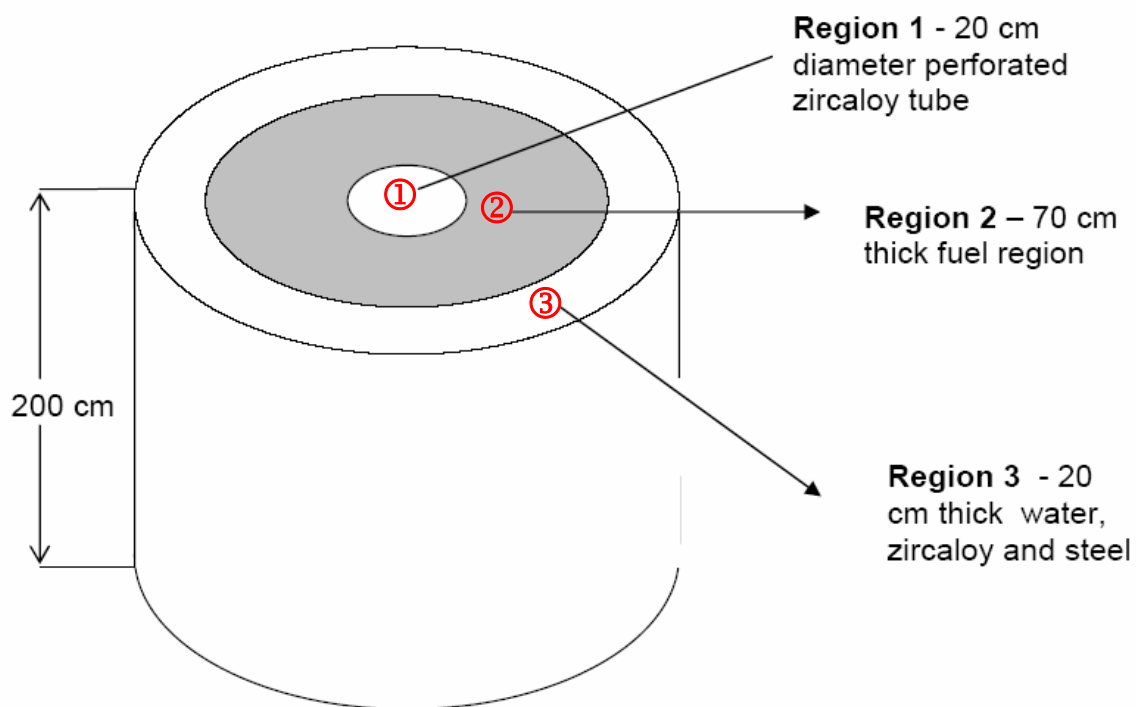 Region 1 - 20 cm
diameter perforated
zircaloy tube
①
②
Region 2 – 70 cm
thick fuel region
③
200 cm
Region 3 - 20
cm thick water,
zircaloy and steel